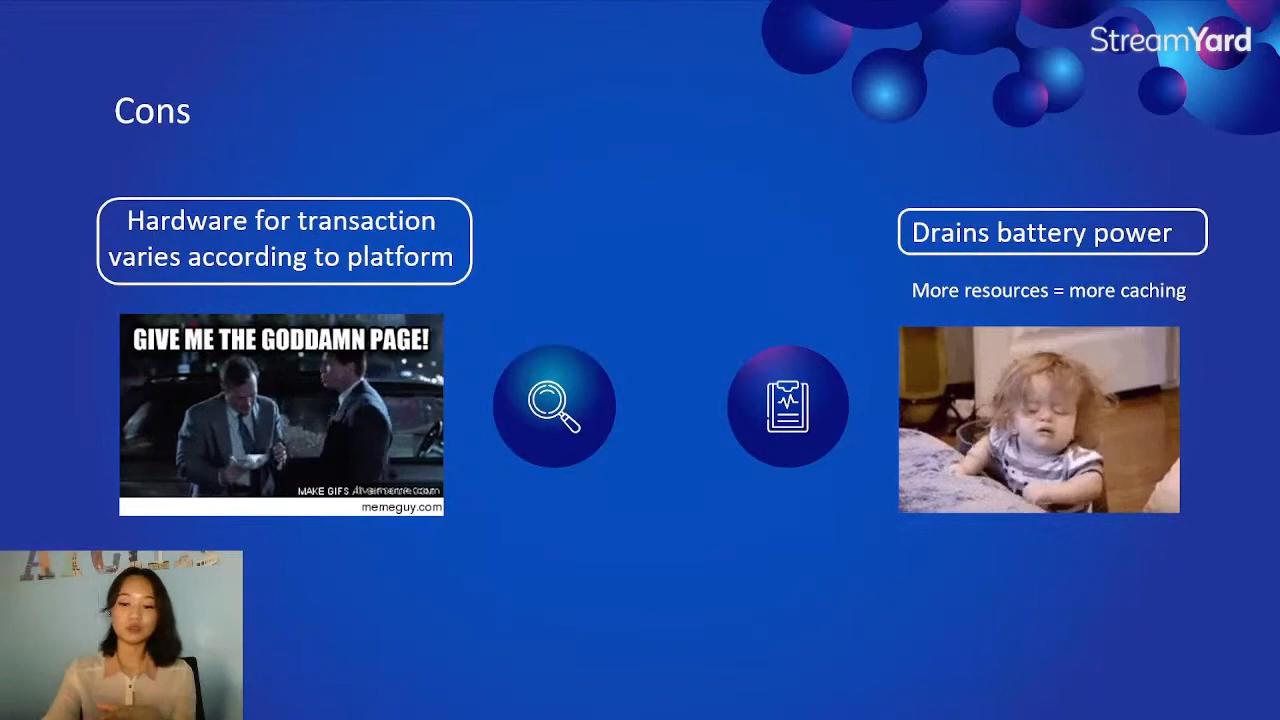 StreamYard
Cons
Hardware for transaction
varies according to platform
Drains battery power
More resources = more caching
GIVE ME THE GODDAMN PAGE!
MAKE GIFS AT
memeguy.com